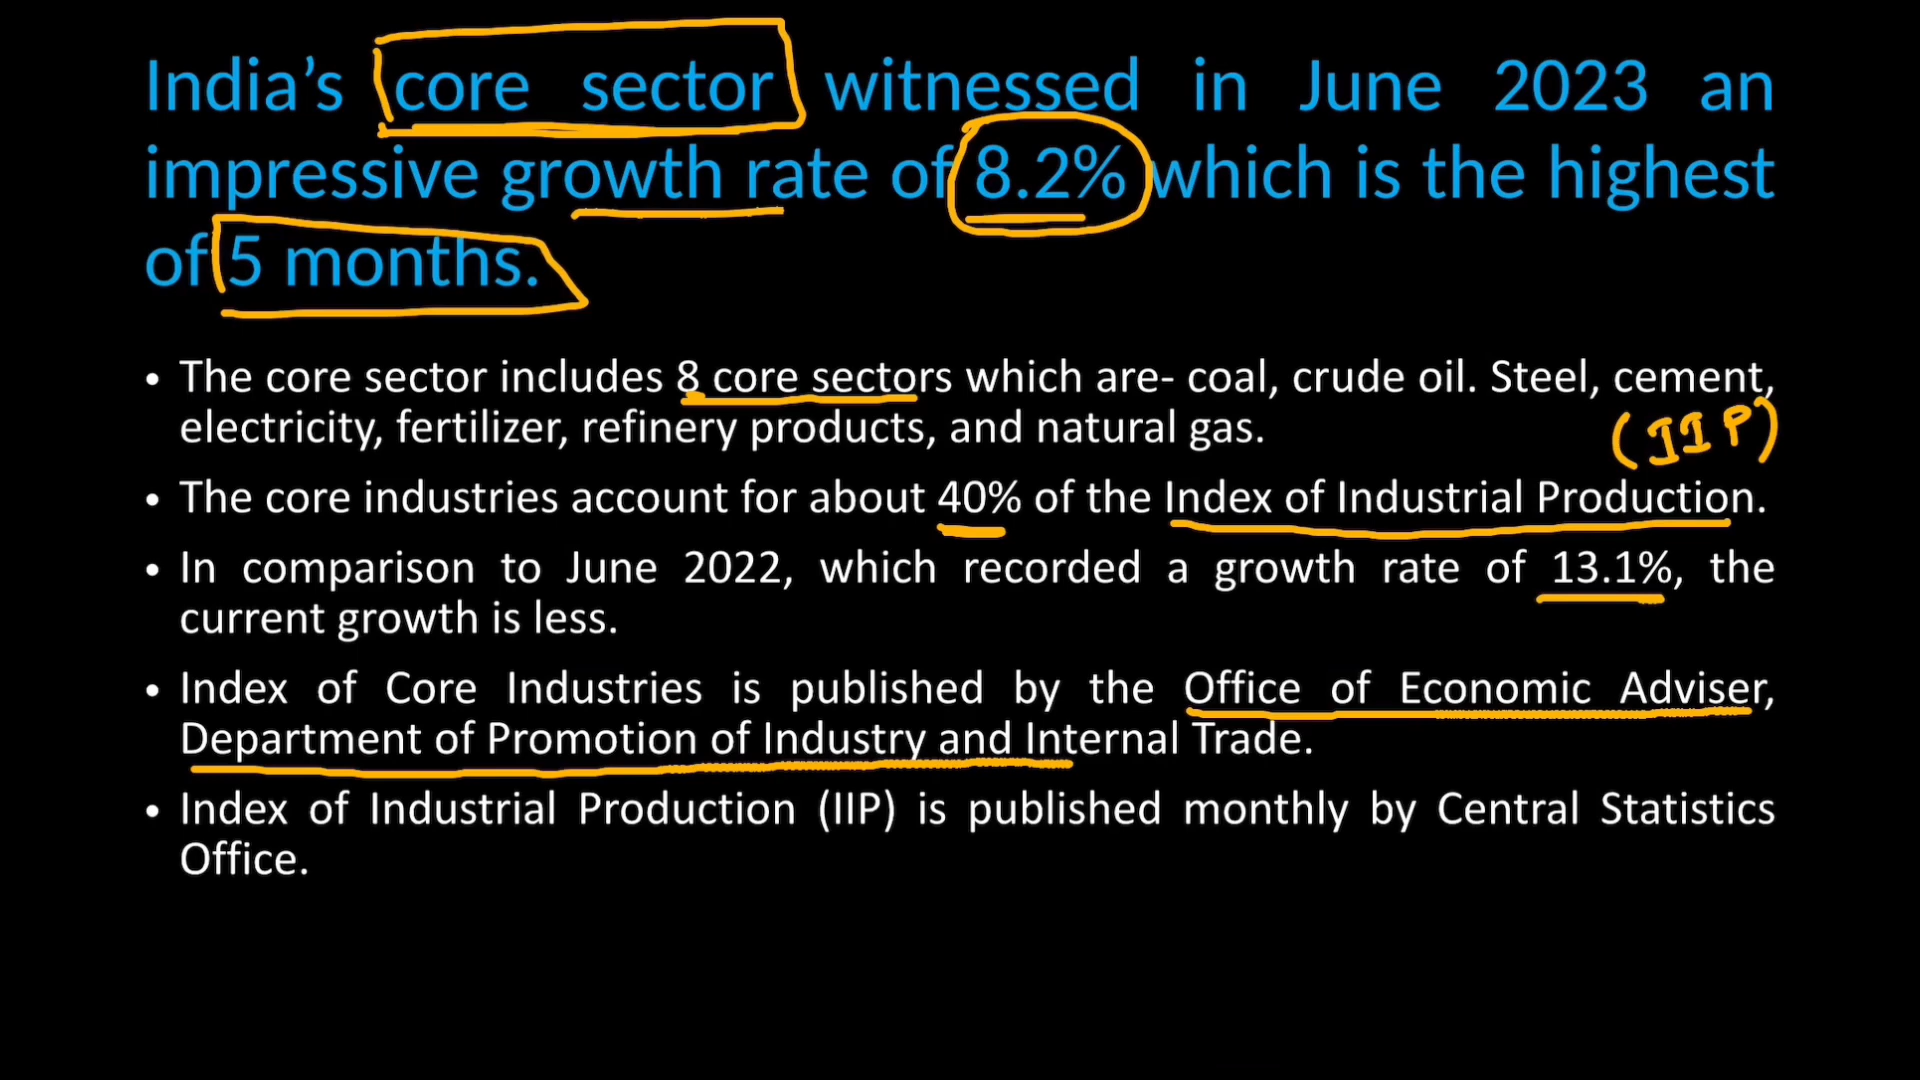 India’s core sector witnessed in June 2023 an
impressive growth rate of 8.2% which is the highest
of 5 months.
• The core sector includes 8 core sectors which are- coal, crude oil. Steel, cement,
electricity, fertilizer, refinery products, and natural gas.
(IIP)
• The core industries account for about 40% of the Index of Industrial Production.
• In comparison to June 2022, which recorded a growth rate of 13.1%, the
current growth is less.
• Index of Core Industries is published by the Office of Economic Adviser,
Department of Promotion of Industry and Internal Trade.
• Index of Industrial Production (IIP) is published monthly by Central Statistics
Office.